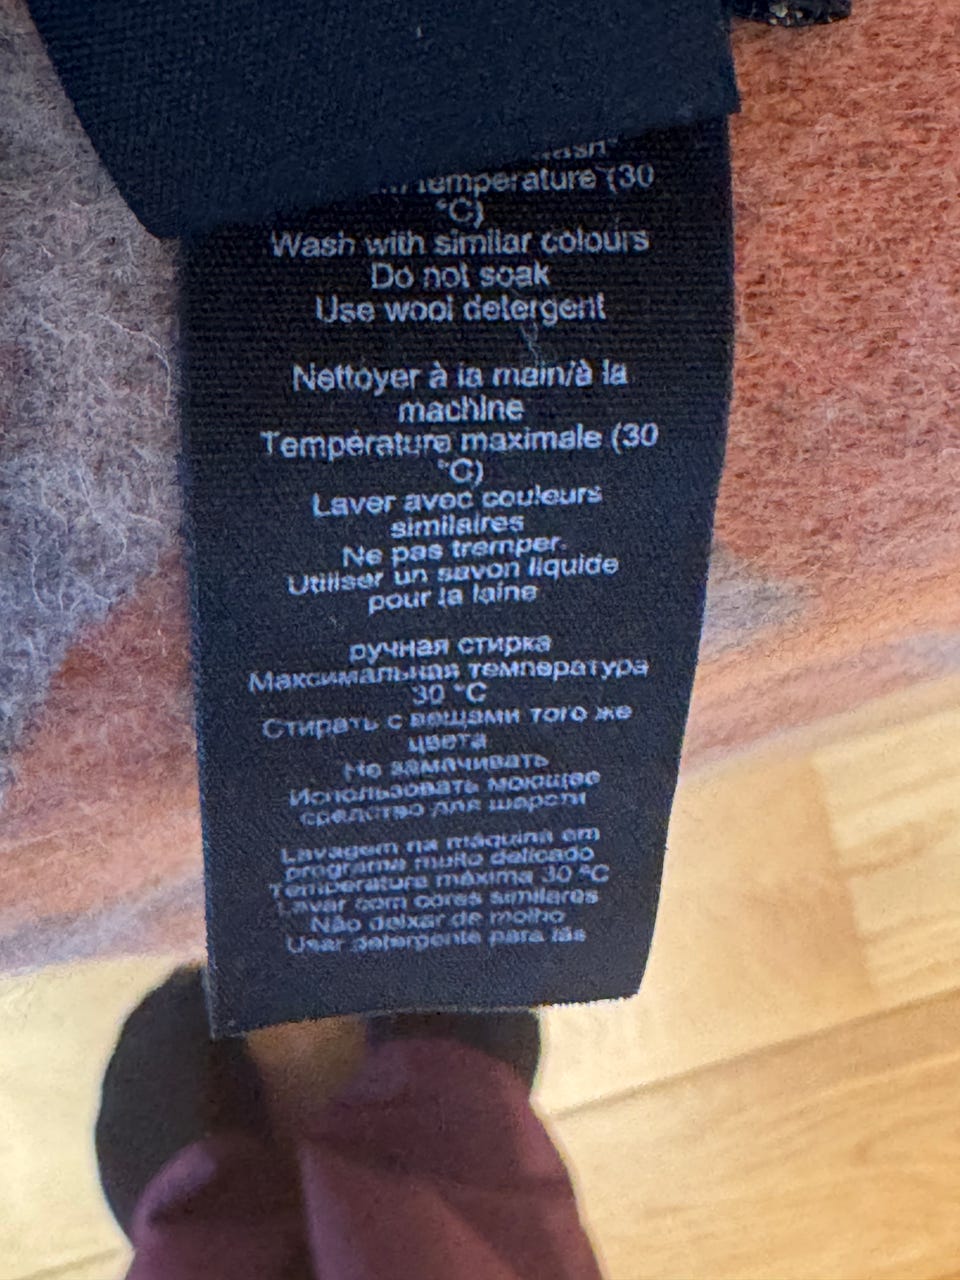 temperature (30
°C)
Wash with similar colours
Do not soak
Use wool detergent
Nettoyer à la main/à la
machine
Température maximale (30
°C)
Laver avec couleurs
similaires
Ne pas tremper.
Utiliser un savon liquide
pour la laine
ручная стирка
Максимальная температура
30 °C
Стирать с вещами того же
цвета
Не замачивать
Использовать моющее
средство для шерсти
Lavagem na máquina em
programa muito delicado
Temperatura máxima 30 ºC
Lavar com cores similares
Não deixar de molho
Usar detergente para lãs